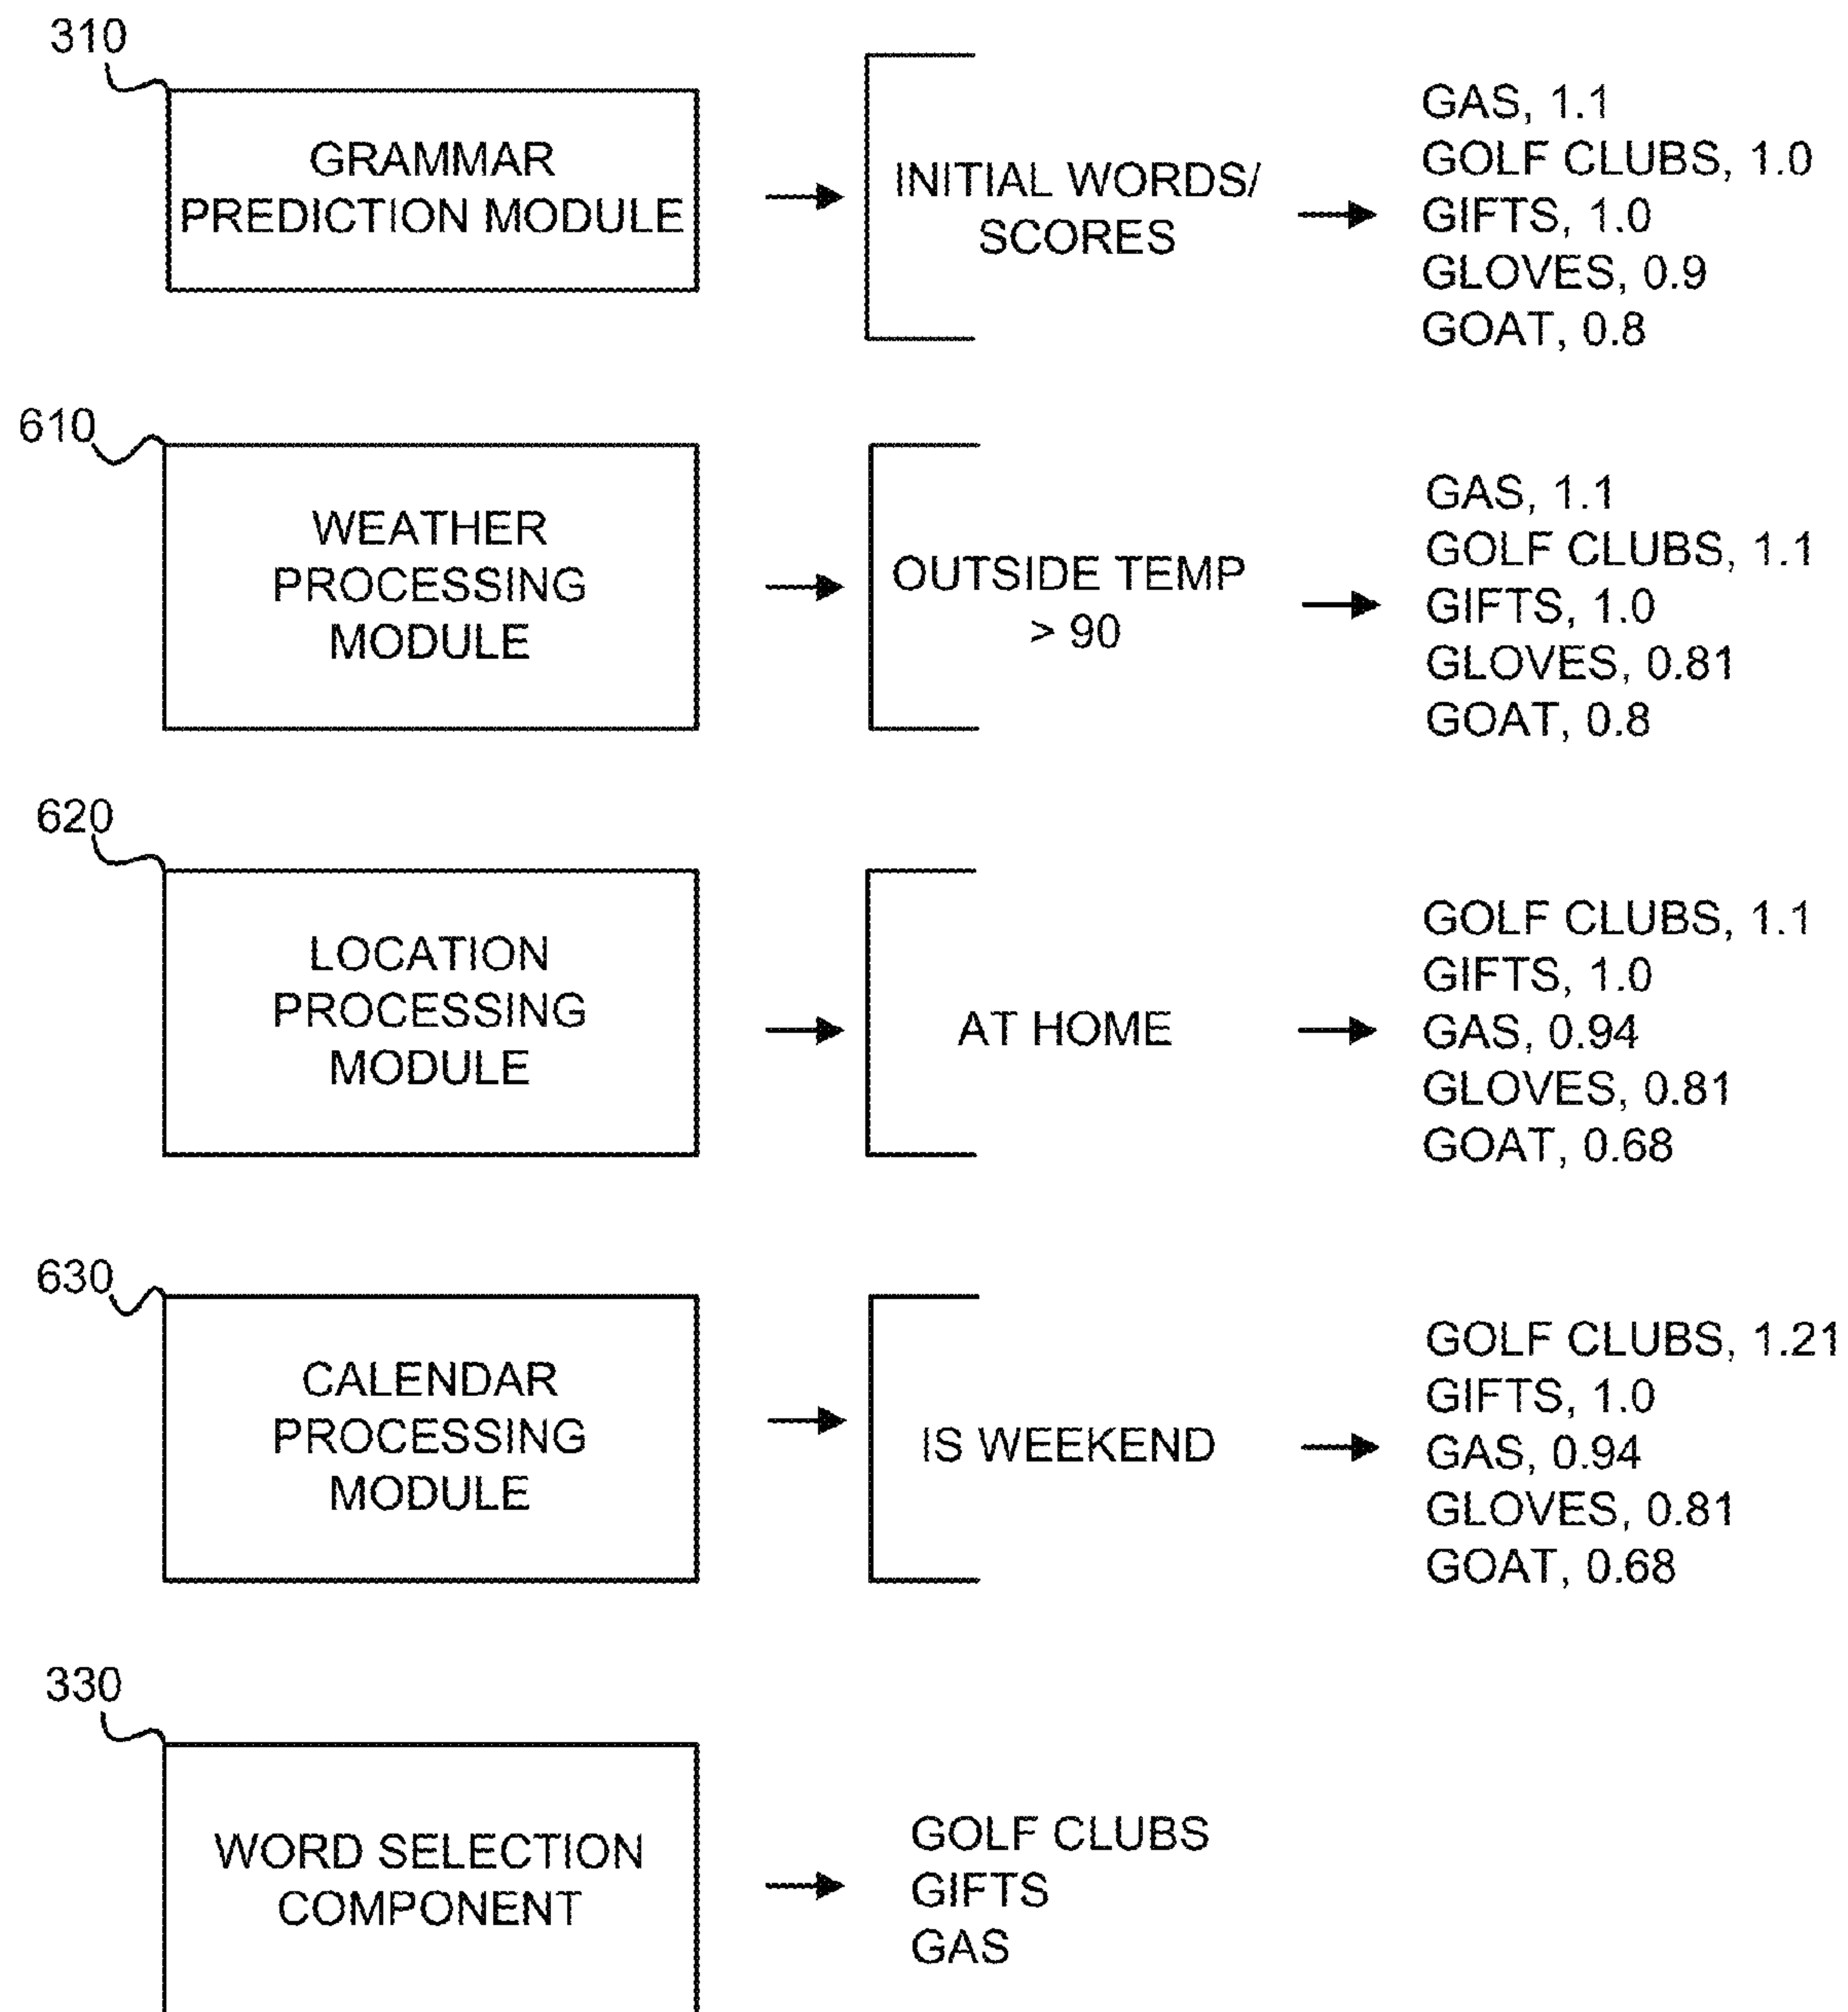 310
GRAMMAR
PREDICTION MODULE
INITIAL WORDS/
SCORES
GAS, 1.1
GOLF CLUBS, 1.0
GIFTS, 1.0
GLOVES, 0.9
GOAT, 0.8
610
WEATHER
PROCESSING
MODULE
OUTSIDE TEMP
> 90
GAS, 1.1
GOLF CLUBS, 1.1
GIFTS, 1.0
GLOVES, 0.81
GOAT, 0.8
620
LOCATION
PROCESSING
MODULE
AT HOME
GOLF CLUBS, 1.1
GIFTS, 1.0
GAS, 0.94
GLOVES, 0.81
GOAT, 0.68
630
CALENDAR
PROCESSING
MODULE
IS WEEKEND
GOLF CLUBS, 1.21
GIFTS, 1.0
GAS, 0.94
GLOVES, 0.81
GOAT, 0.68
330
WORD SELECTION
COMPONENT
GOLF CLUBS
GIFTS
GAS